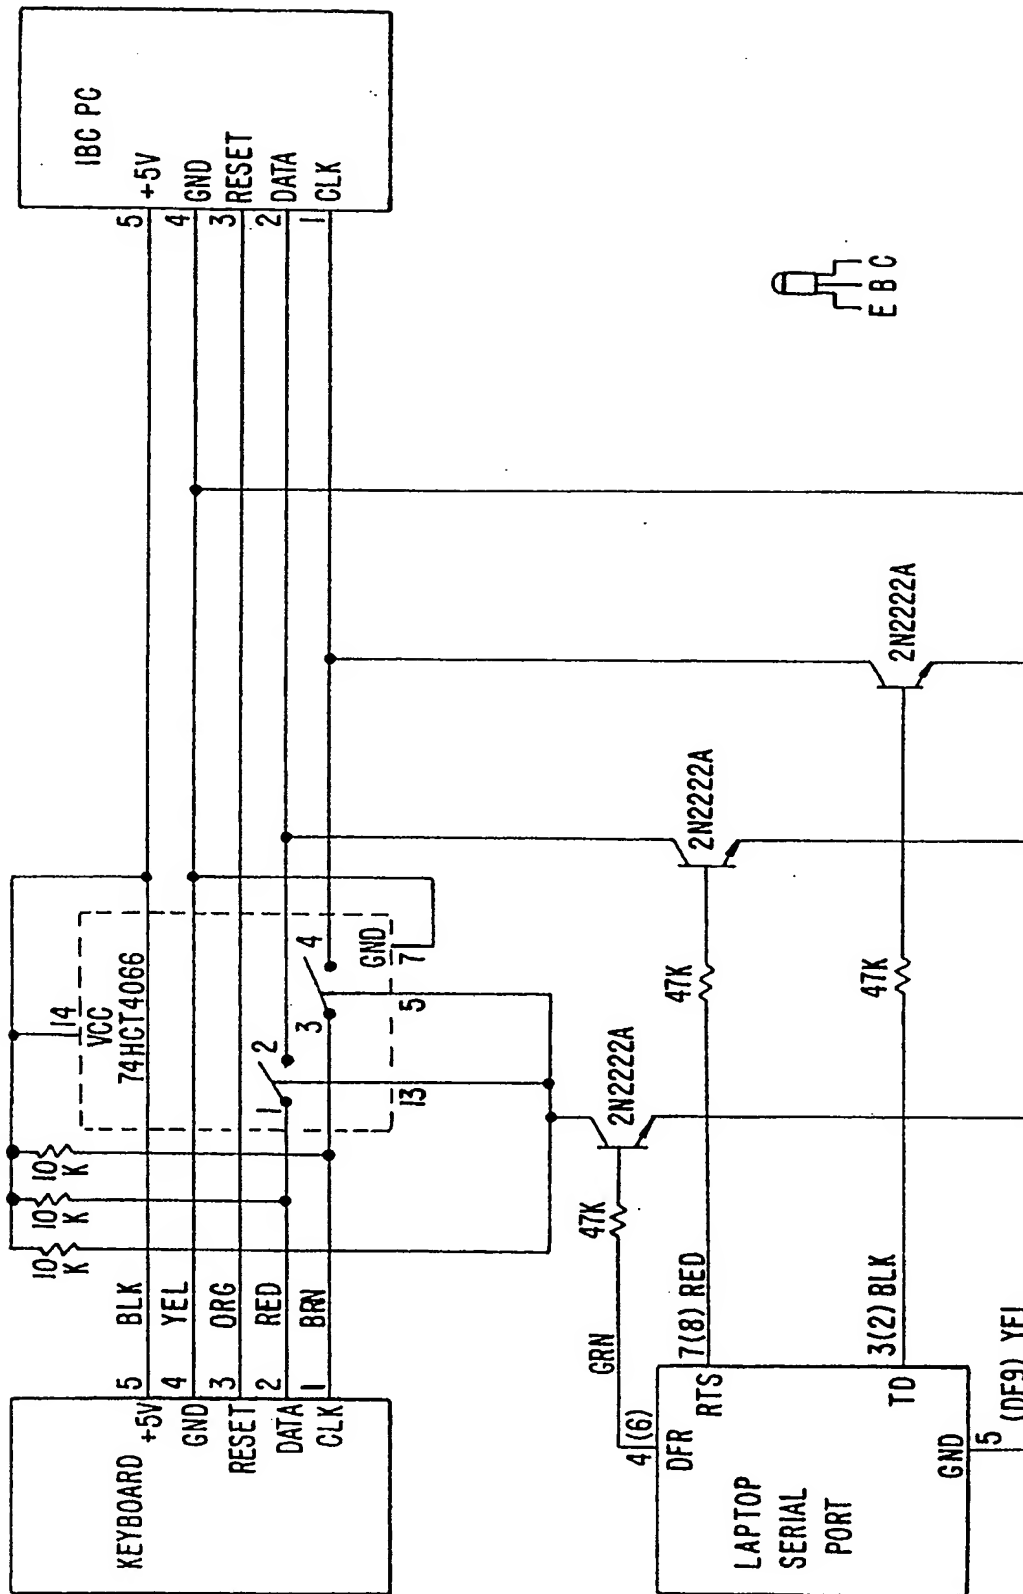 KEYBOARD
+5V
GND
RESET
DATA
CLK
5
4
3
2
1
BLK
YEL
ORG
RED
BRN
10
K
10
K
10
K
14
VCC
74HCT4066
1
2
3
4
GND
7
13
5
IBC PC
5
4
3
2
1
+5V
GND
RESET
DATA
CLK
LAPTOP
SERIAL
PORT
DFR
RTS
TD
GND
4(6)
GRN
7(8) RED
3(2) BLK
5
(DF9) YEL
47K
47K
47K
2N2222A
2N2222A
2N2222A
E B C